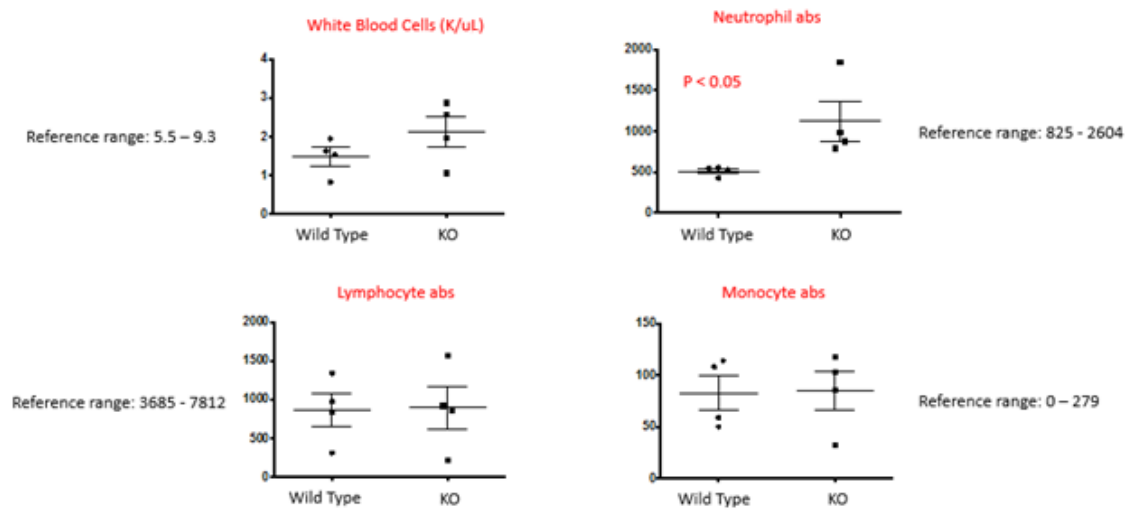 White Blood Cells (K/uL)
4
3
2
1
0
Wild Type
KO
Reference range: 5.5 – 9.3
Neutrophil abs
2000
1500
1000
500
0
P < 0.05
Wild Type
KO
Reference range: 825 - 2604
Lymphocyte abs
2000
1500
1000
500
0
Wild Type
KO
Reference range: 3685 - 7812
Monocyte abs
150
100
50
0
Wild Type
KO
Reference range: 0 – 279